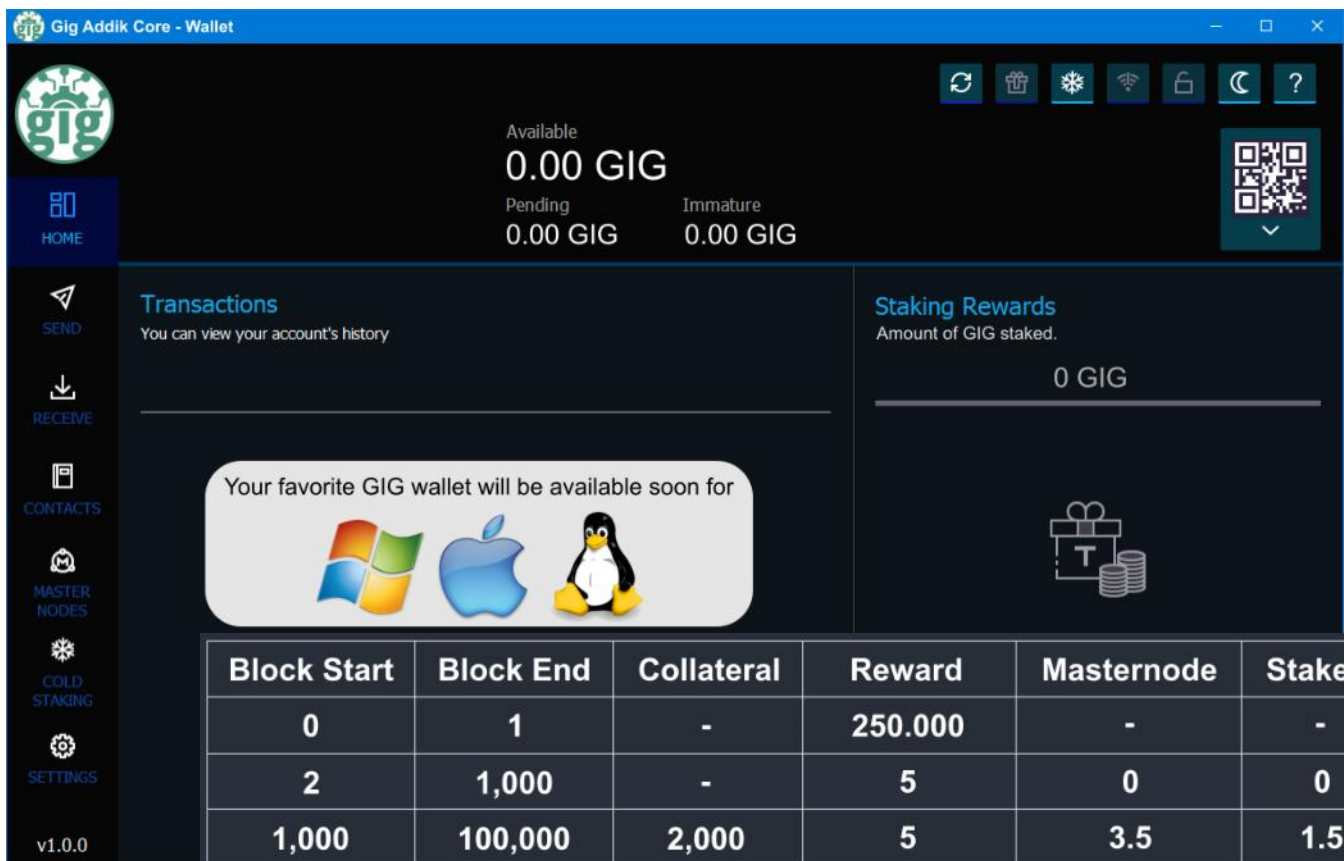 Gig Addik Core - Wallet
gig
Available
0.00 GIG
Pending Immature
0.00 GIG 0.00 GIG
HOME
SEND
RECEIVE
CONTACTS
MASTER
NODES
COLD
STAKING
SETTINGS
v1.0.0
Transactions
You can view your account's history
Staking Rewards
Amount of GIG staked.
0 GIG
T
Your favorite GIG wallet will be available soon for
Block Start Block End Collateral Reward Masternode Stake
0 1 - 250.000 - -
2 1,000 - 5 0 0
1,000 100,000 2,000 5 3.5 1.5